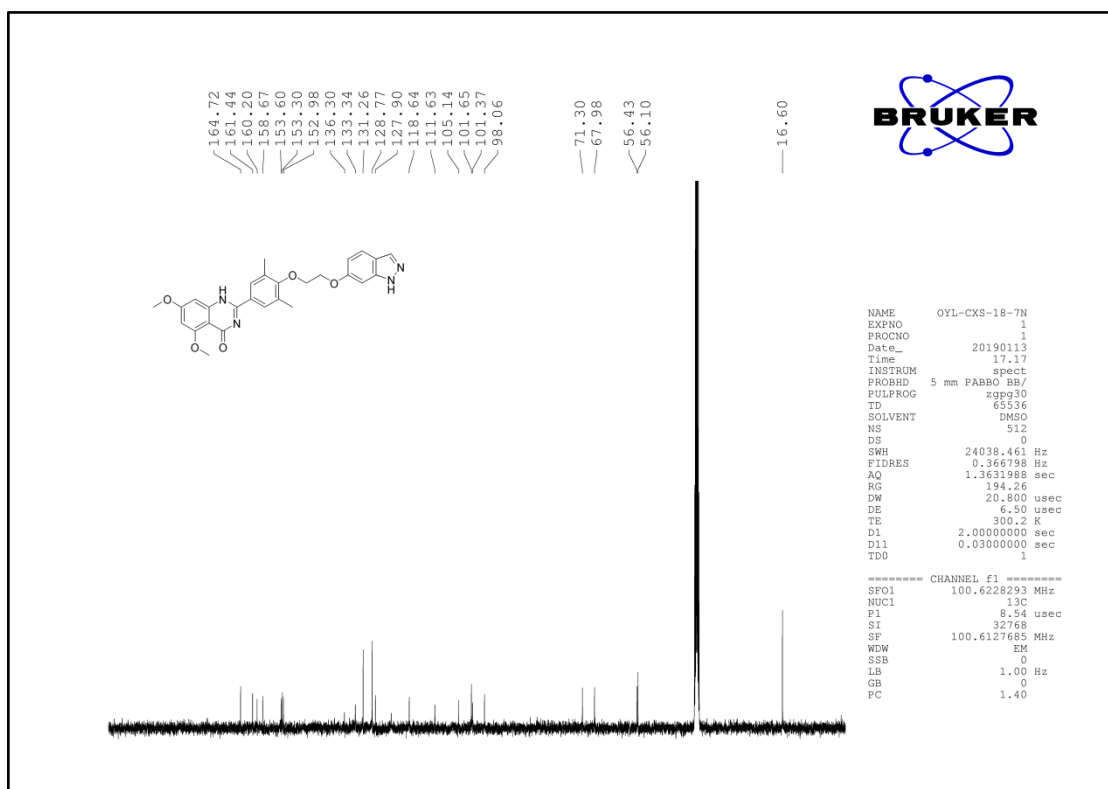 164.72
161.44
160.20
158.67
153.60
153.30
152.98
136.30
133.34
131.26
128.77
127.90
118.64
111.63
105.14
101.65
101.37
98.06
71.30
67.98
56.43
56.10
16.60
BRUKER
O
O
NH
N
O
O
O
N
N
H
NAME OYL-CXS-18-7N
EXPNO 1
PROCNO 1
Date_ 20190113
Time 17.17
INSTRUM spect
PROBHD 5 mm PABBO BB/
PULPROG zgpg30
TD 65536
SOLVENT DMSO
NS 512
DS 0
SWH 24038.461 Hz
FIDRES 0.366798 Hz
AQ 1.3631988 sec
RG 194.26
DW 20.800 usec
DE 6.50 usec
TE 300.2 K
D1 2.00000000 sec
D11 0.03000000 sec
TD0 1
======== CHANNEL f1 ========
SFO1 100.6228293 MHz
NUC1 13C
P1 8.54 usec
SI 32768
SF 100.6127685 MHz
WDW EM
SSB 0
LB 1.00 Hz
GB 0
PC 1.40